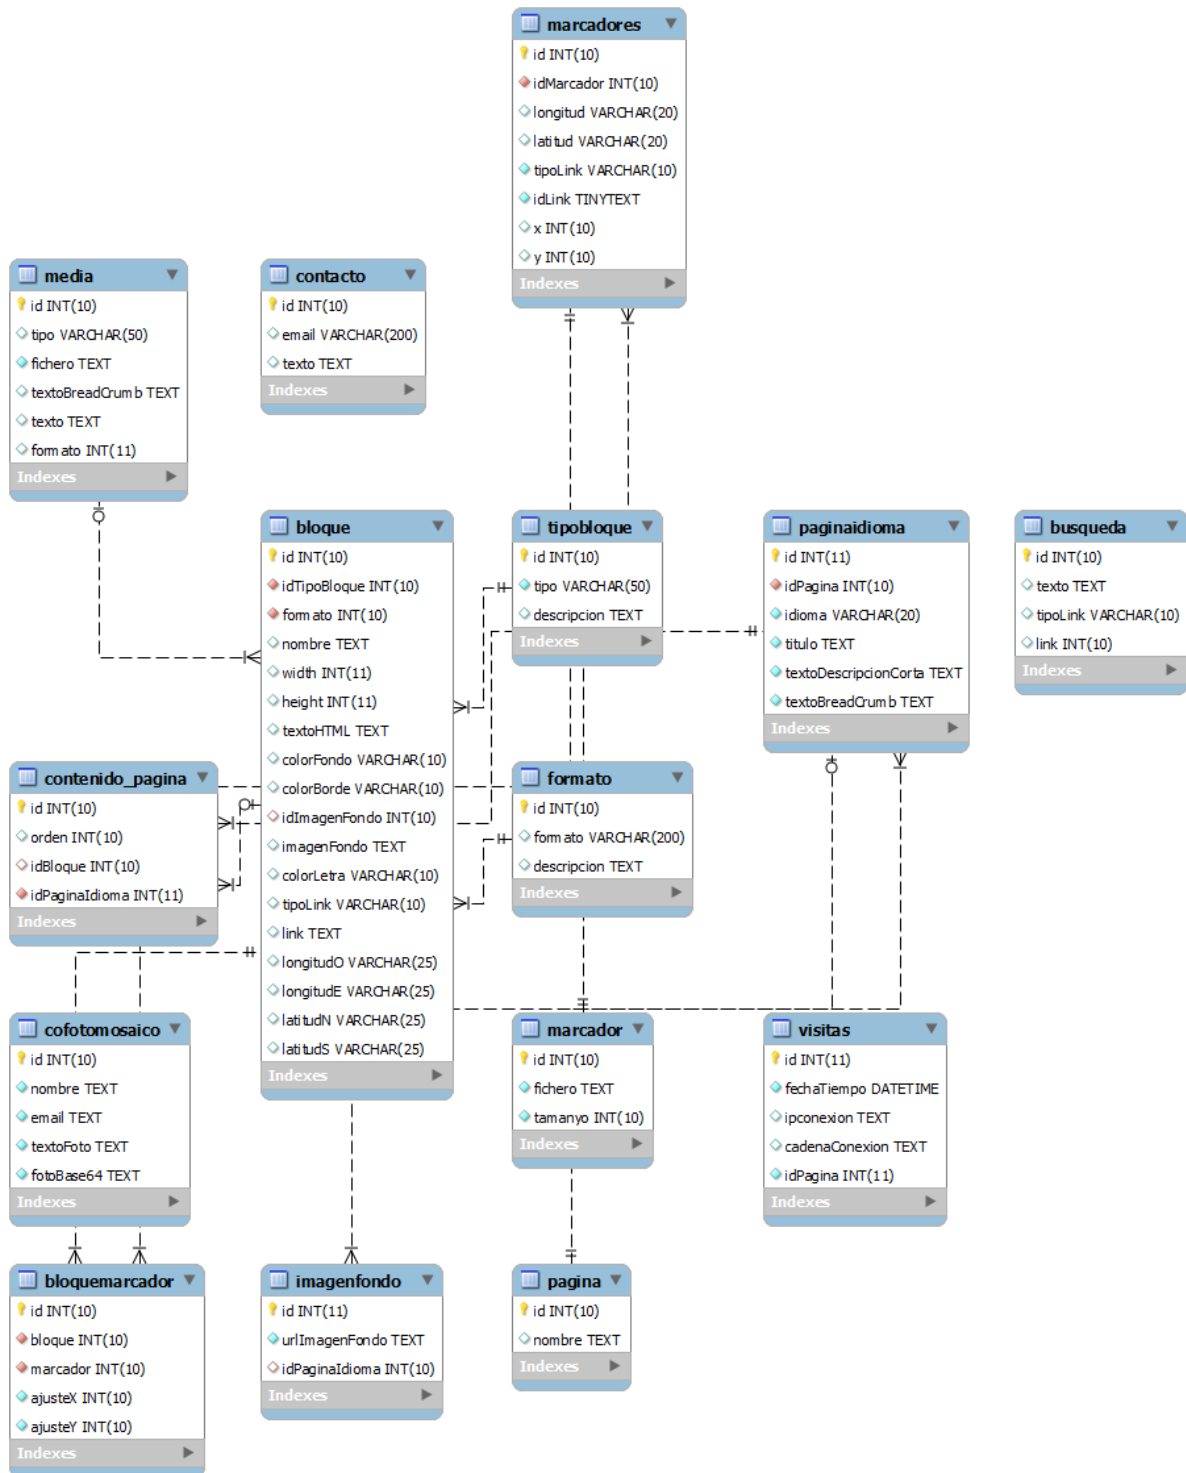 marcadores
id INT(10)
idMarcador INT(10)
longitud VARCHAR(20)
latitud VARCHAR(20)
tipoLink VARCHAR(10)
idLink TINYTEXT
x INT(10)
y INT(10)
Indexes
media
id INT(10)
tipo VARCHAR(50)
fichero TEXT
textoBreadCrumb TEXT
texto TEXT
formato INT(11)
Indexes
contacto
id INT(10)
email VARCHAR(200)
texto TEXT
Indexes
bloque
id INT(10)
idTipoBloque INT(10)
formato INT(10)
nombre TEXT
width INT(11)
height INT(11)
textoHTML TEXT
colorFondo VARCHAR(10)
colorBorde VARCHAR(10)
idImagenFondo INT(10)
imagenFondo TEXT
colorLetra VARCHAR(10)
tipoLink VARCHAR(10)
link TEXT
longitudO VARCHAR(25)
longitudE VARCHAR(25)
latitudN VARCHAR(25)
latitudS VARCHAR(25)
Indexes
tipobloque
id INT(10)
tipo VARCHAR(50)
descripcion TEXT
Indexes
paginaidioma
id INT(11)
idPagina INT(10)
idioma VARCHAR(20)
titulo TEXT
textoDescripcionCorta TEXT
textoBreadCrumb TEXT
Indexes
busqueda
id INT(10)
texto TEXT
tipoLink VARCHAR(10)
link INT(10)
Indexes
contenido_pagina
id INT(10)
orden INT(10)
idBloque INT(10)
idPaginaIdioma INT(11)
Indexes
formato
id INT(10)
formato VARCHAR(200)
descripcion TEXT
Indexes
cofotomosaico
id INT(10)
nombre TEXT
email TEXT
textoFoto TEXT
fotoBase64 TEXT
Indexes
marcador
id INT(10)
fichero TEXT
tamanyo INT(10)
Indexes
visitas
id INT(11)
fechaTiempo DATETIME
ipconexion TEXT
cadenaConexion TEXT
idPagina INT(11)
Indexes
bloquemarcador
id INT(10)
bloque INT(10)
marcador INT(10)
ajusteX INT(10)
ajusteY INT(10)
Indexes
imagenfondo
id INT(11)
urlImagenFondo TEXT
idPaginaIdioma INT(10)
Indexes
pagina
id INT(10)
nombre TEXT
Indexes